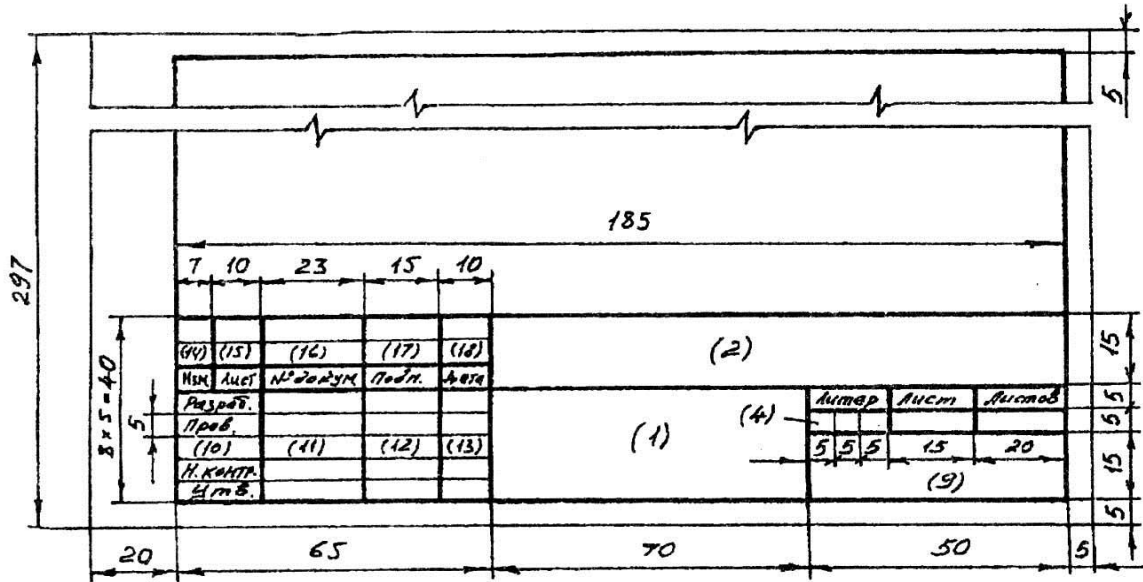 5
185
297
7 10 23 15 10
(14) (15) (16) (17) (18)
(2)
15
Изм Лист № докум Подп. Дата
8х5=40
Разраб.
Литер Лист Листов
5
5
Пров.
(4)
5
(10) (11) (12) (13)
(1)
5 5 5 15 20
15
Н. контр.
(9)
Утв.
5
20 65 70 50 5